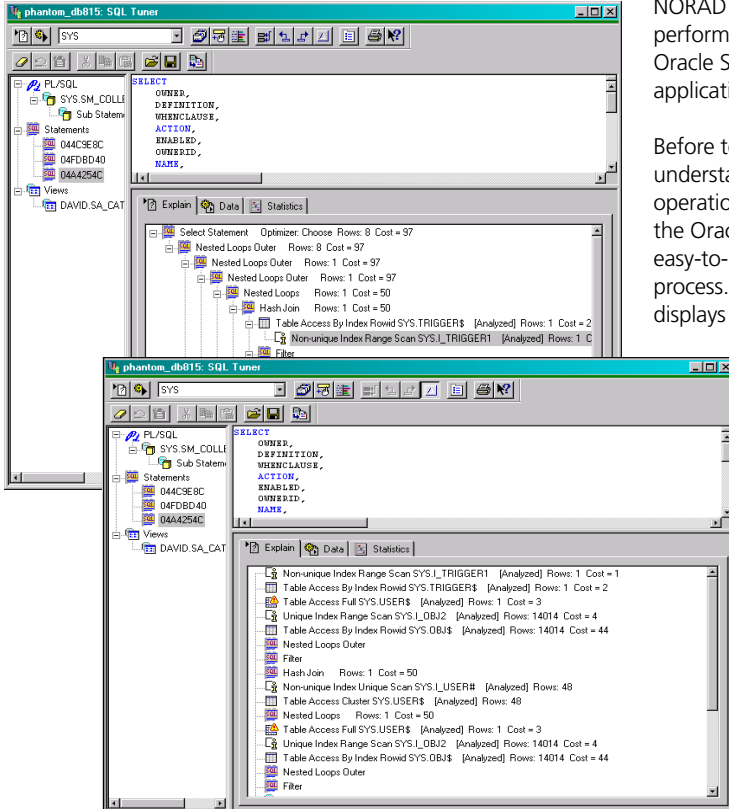 phantom_db815: SQL Tuner
SYS
PL/SQL
SYS.SM_COLLE
Sub Statem
Statements
044C9E8C
04FDBD40
04A4254C
Views
DAVID.SA_CAT
SELECT
OWNER,
DEFINITION,
WHENCLAUSE,
ACTION,
ENABLED,
OWNERID,
NAME,
Explain Data Statistics
Select Statement Optimizer: Choose Rows: 8 Cost = 97
Nested Loops Outer Rows: 8 Cost = 97
Nested Loops Outer Rows: 1 Cost = 97
Nested Loops Outer Rows: 1 Cost = 97
Nested Loops Rows: 1 Cost = 50
Hash Join Rows: 1 Cost = 50
Table Access By Index Rowid SYS.TRIGGER$ [Analyzed] Rows: 1 Cost = 2
Non-unique Index Range Scan SYS.I_TRIGGER1 [Analyzed] Rows: 1 C
Filter
NORAD
perform
Oracle S
applicati
Before to
understa
operatio
the Orac
easy-to-
process.
displays
phantom_db815: SQL Tuner
SYS
PL/SQL
SYS.SM_COLLE
Sub Statem
Statements
044C9E8C
04FDBD40
04A4254C
Views
DAVID.SA_CAT
SELECT
OWNER,
DEFINITION,
WHENCLAUSE,
ACTION,
ENABLED,
OWNERID,
NAME,
Explain Data Statistics
Non-unique Index Range Scan SYS.I_TRIGGER1 [Analyzed] Rows: 1 Cost = 1
Table Access By Index Rowid SYS.TRIGGER$ [Analyzed] Rows: 1 Cost = 2
Table Access Full SYS.USER$ [Analyzed] Rows: 1 Cost = 3
Unique Index Range Scan SYS.I_OBJ2 [Analyzed] Rows: 14014 Cost = 4
Table Access By Index Rowid SYS.OBJ$ [Analyzed] Rows: 14014 Cost = 44
Nested Loops Outer
Filter
Hash Join Rows: 1 Cost = 50
Non-unique Index Unique Scan SYS.I_USER# [Analyzed] Rows: 48
Table Access Cluster SYS.USER$ [Analyzed] Rows: 48
Nested Loops Rows: 1 Cost = 50
Table Access Full SYS.USER$ [Analyzed] Rows: 1 Cost = 3
Unique Index Range Scan SYS.I_OBJ2 [Analyzed] Rows: 14014 Cost = 4
Table Access By Index Rowid SYS.OBJ$ [Analyzed] Rows: 14014 Cost = 44
Nested Loops Outer
Filter